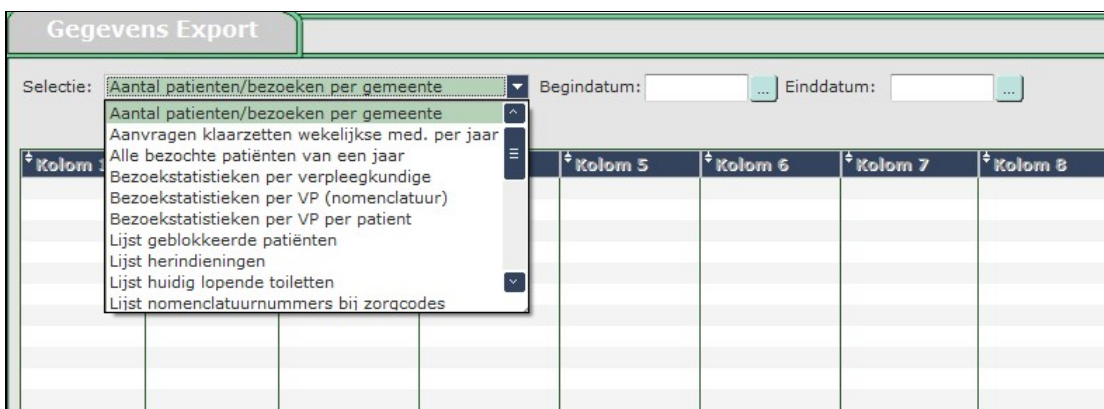 Gegevens Export
Selectie: Aantal patienten/bezoeken per gemeente Begindatum: ... Einddatum: ...
Aantal patienten/bezoeken per gemeente
Aanvragen klaarzetten wekelijkse med. per jaar
Alle bezochte patiënten van een jaar
Bezoekstatistieken per verpleegkundige
Bezoekstatistieken per VP (nomenclatuur)
Bezoekstatistieken per VP per patient
Lijst geblokkeerde patiënten
Lijst herindieningen
Lijst huidig lopende toiletten
Lijst nomenclatuurnummers bij zorgcodes
Kolom 1 Kolom 5 Kolom 6 Kolom 7 Kolom 8